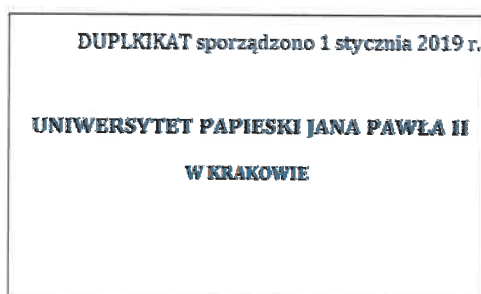 DUPLKIKAT sporządzono 1 stycznia 2019 r.
UNIWERSYTET PAPIESKI JANA PAWŁA II
W KRAKOWIE